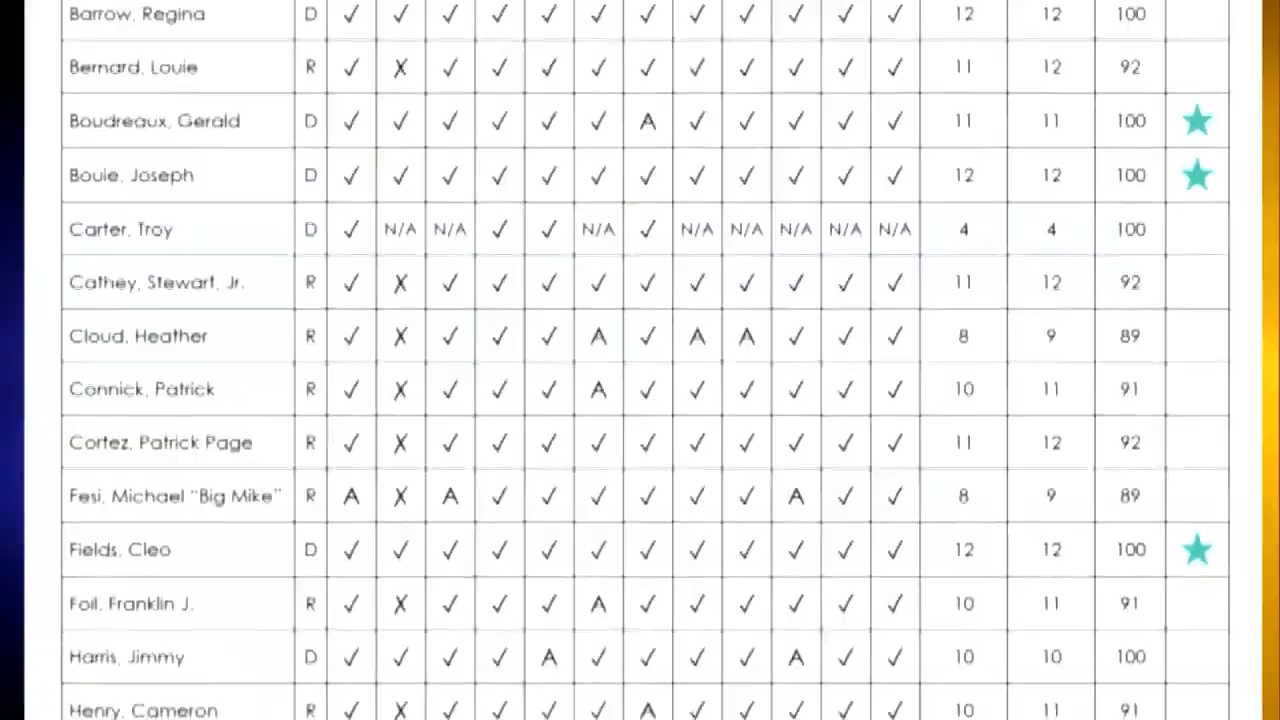 Barrow, Regina D ✓ ✓ ✓ ✓ ✓ ✓ ✓ ✓ ✓ ✓ ✓ ✓ 12 12 100
Bernard, Louie R ✓ X ✓ ✓ ✓ ✓ ✓ ✓ ✓ ✓ ✓ ✓ 11 12 92
Boudreaux, Gerald D ✓ ✓ ✓ ✓ ✓ ✓ A ✓ ✓ ✓ ✓ ✓ 11 11 100 ★
Bouie, Joseph D ✓ ✓ ✓ ✓ ✓ ✓ ✓ ✓ ✓ ✓ ✓ ✓ 12 12 100 ★
Carter, Troy D ✓ N/A N/A ✓ ✓ N/A ✓ N/A N/A N/A N/A N/A 4 4 100
Cathey, Stewart, Jr. R ✓ X ✓ ✓ ✓ ✓ ✓ ✓ ✓ ✓ ✓ ✓ 11 12 92
Cloud, Heather R ✓ X ✓ ✓ ✓ A ✓ A A ✓ ✓ ✓ 8 9 89
Connick, Patrick R ✓ X ✓ ✓ ✓ A ✓ ✓ ✓ ✓ ✓ ✓ 10 11 91
Cortez, Patrick Page R ✓ X ✓ ✓ ✓ ✓ ✓ ✓ ✓ ✓ ✓ ✓ 11 12 92
Fesi, Michael "Big Mike" R A X A ✓ ✓ ✓ ✓ ✓ ✓ A ✓ ✓ 8 9 89
Fields, Cleo D ✓ ✓ ✓ ✓ ✓ ✓ ✓ ✓ ✓ ✓ ✓ ✓ 12 12 100 ★
Foil, Franklin J. R ✓ X ✓ ✓ ✓ A ✓ ✓ ✓ ✓ ✓ ✓ 10 11 91
Harris, Jimmy D ✓ ✓ ✓ ✓ A ✓ ✓ ✓ ✓ A ✓ ✓ 10 10 100
Henry, Cameron R ✓ X ✓ ✓ ✓ ✓ A ✓ ✓ ✓ ✓ ✓ 10 11 91